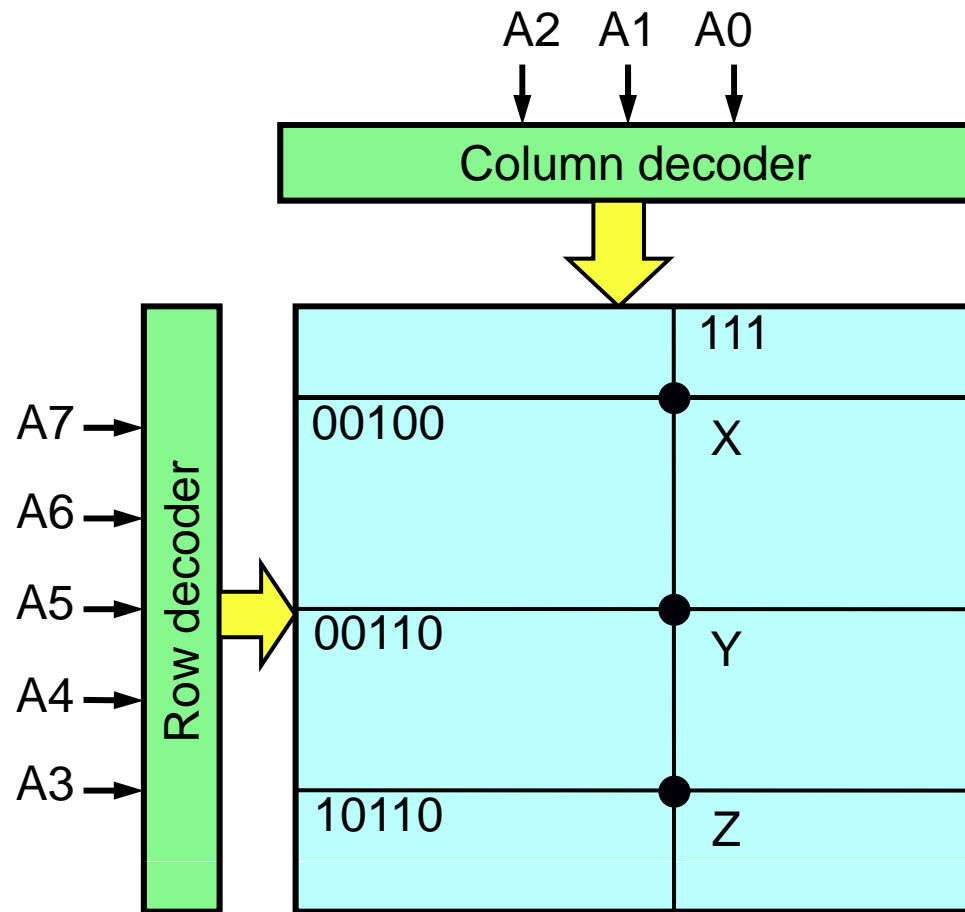 A2 A1 A0
Column decoder
111
00100
X
A7
A6
A5
A4
A3
Row decoder
00110
Y
10110
Z